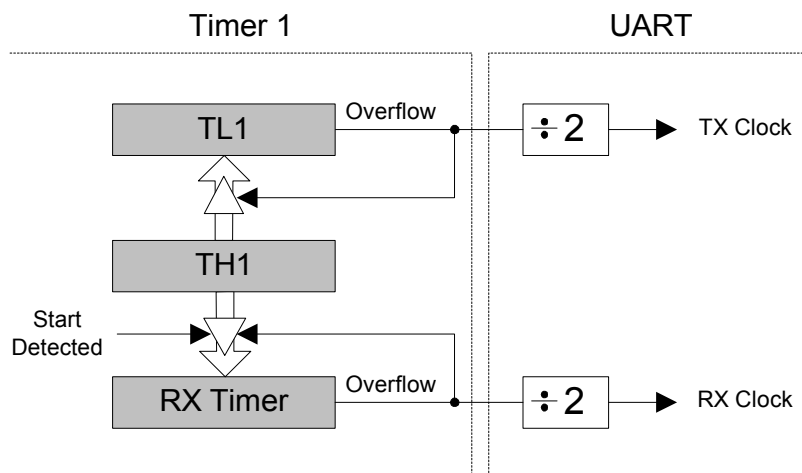 Timer 1
UART
TL1
Overflow
÷ 2
TX Clock
TH1
Start
Detected
RX Timer
Overflow
÷ 2
RX Clock